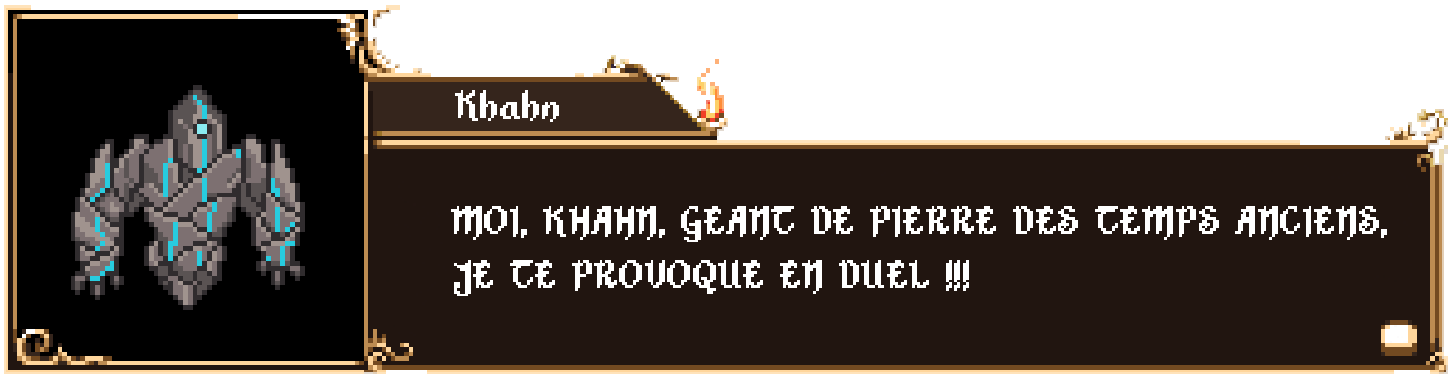 Khahn
MOI, KHAHN, GEANT DE PIERRE DES TEMPS ANCIENS,
JE TE PROVOQUE EN DUEL !!!